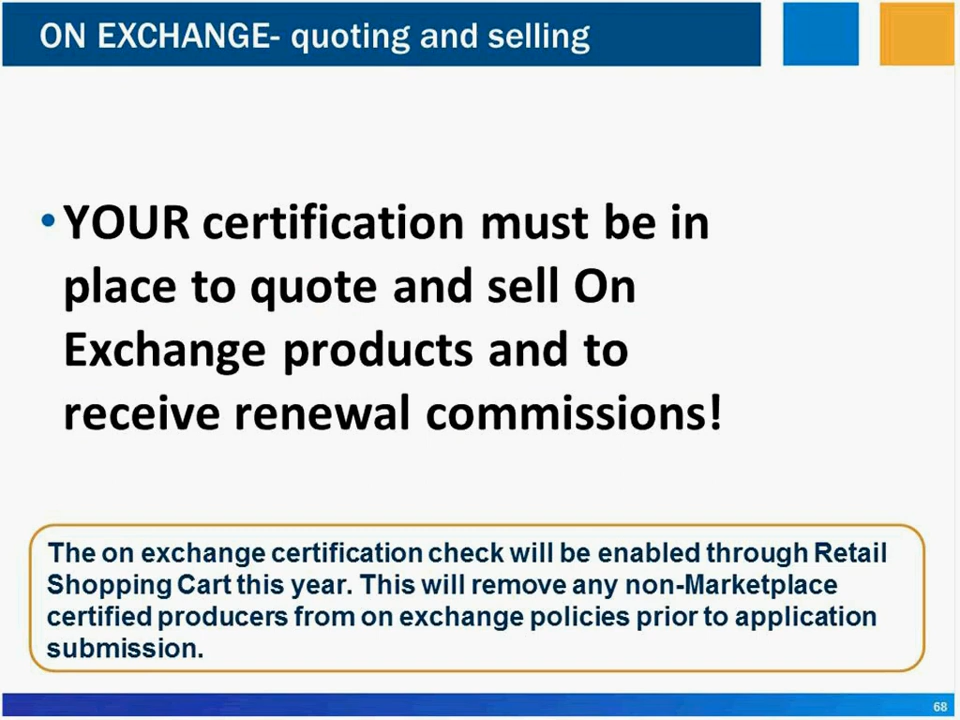 ON EXCHANGE- quoting and selling
• YOUR certification must be in
place to quote and sell On
Exchange products and to
receive renewal commissions!
The on exchange certification check will be enabled through Retail
Shopping Cart this year. This will remove any non-Marketplace
certified producers from on exchange policies prior to application
submission.
68